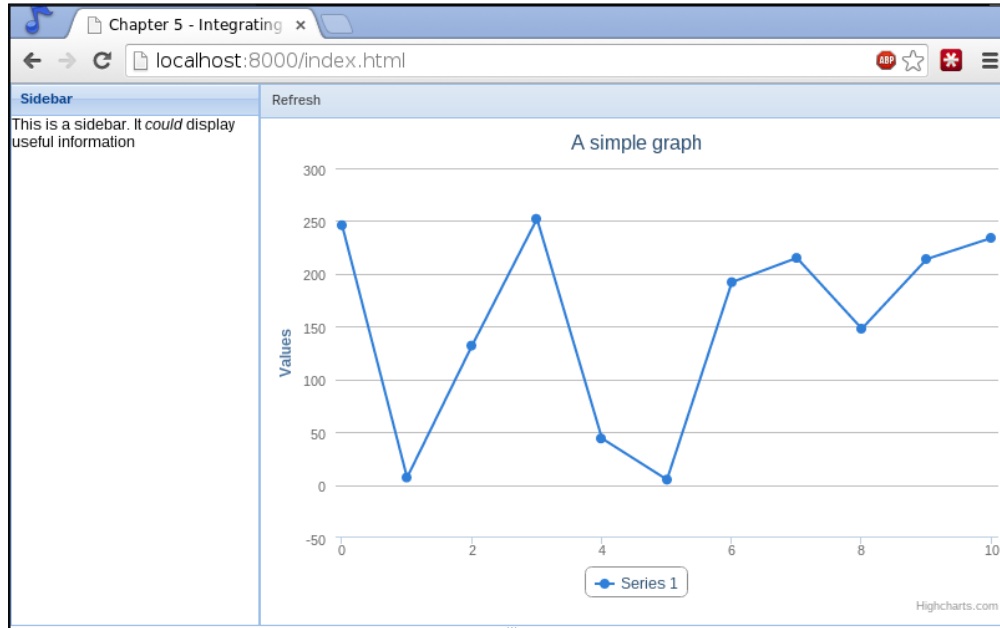 Chapter 5 - Integrating
localhost:8000/index.html
ABP
Sidebar
Refresh
This is a sidebar. It could display
useful information
A simple graph
300
250
200
150
100
50
0
-50
Values
0 2 4 6 8 10
Series 1
Highcharts.com